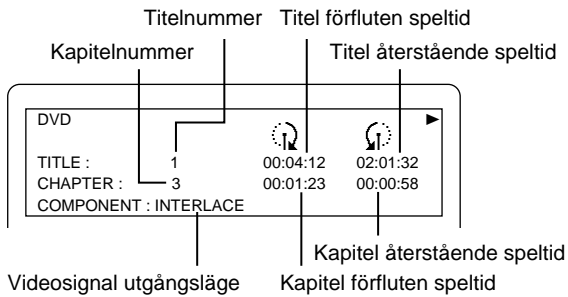 Titelnummer Titel förfluten speltid
Kapitelnummer Titel återstående speltid
DVD
TITLE : 1 00:04:12 02:01:32
CHAPTER : 3 00:01:23 00:00:58
COMPONENT : INTERLACE
Kapitel återstående speltid
Videosignal utgångsläge Kapitel förfluten speltid